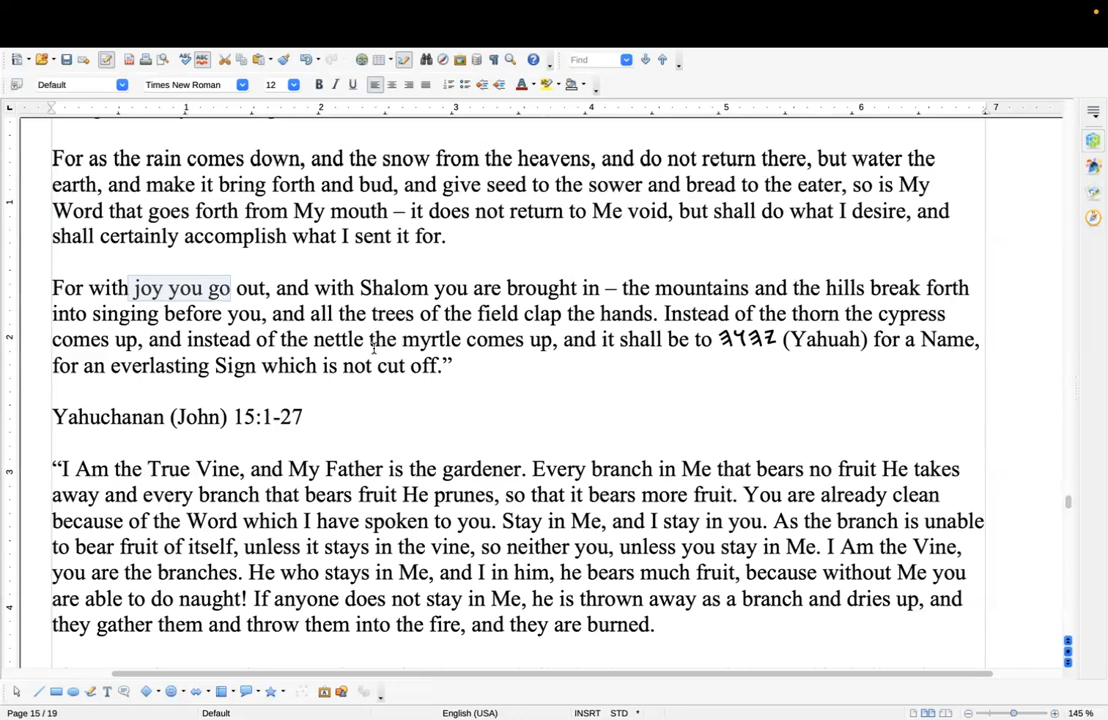 Default
Times New Roman
12
B I U
A
Find
1 2 3 4 5 6 7
For as the rain comes down, and the snow from the heavens, and do not return there, but water the
earth, and make it bring forth and bud, and give seed to the sower and bread to the eater, so is My
Word that goes forth from My mouth – it does not return to Me void, but shall do what I desire, and
shall certainly accomplish what I sent it for.
For with joy you go out, and with Shalom you are brought in – the mountains and the hills break forth
into singing before you, and all the trees of the field clap the hands. Instead of the thorn the cypress
comes up, and instead of the nettle the myrtle comes up, and it shall be to 𐤉𐤄𐤅𐤄 (Yahuah) for a Name,
for an everlasting Sign which is not cut off.”
Yahuchanan (John) 15:1-27
“I Am the True Vine, and My Father is the gardener. Every branch in Me that bears no fruit He takes
away and every branch that bears fruit He prunes, so that it bears more fruit. You are already clean
because of the Word which I have spoken to you. Stay in Me, and I stay in you. As the branch is unable
to bear fruit of itself, unless it stays in the vine, so neither you, unless you stay in Me. I Am the Vine,
you are the branches. He who stays in Me, and I in him, he bears much fruit, because without Me you
are able to do naught! If anyone does not stay in Me, he is thrown away as a branch and dries up, and
they gather them and throw them into the fire, and they are burned.
1
2
3
4
T
Page 15 / 19
Default
English (USA)
INSRT
STD
*
145 %